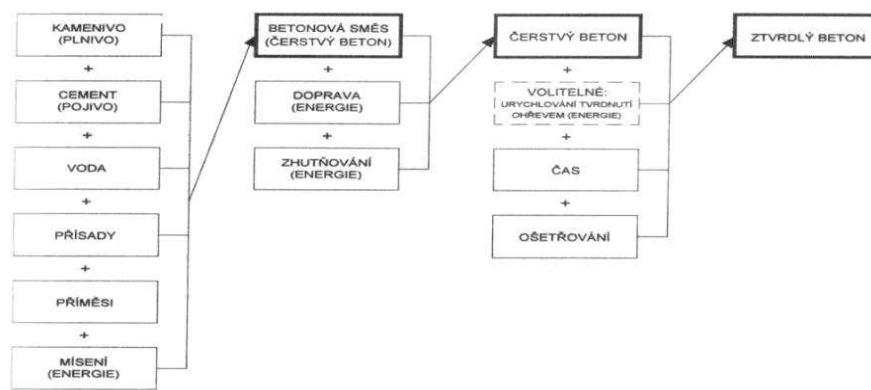 KAMENIVO
(PLNIVO)
+
CEMENT
(POJIVO)
+
VODA
+
PŘÍSADY
+
PŘÍMĚSI
+
MÍSENÍ
(ENERGIE)
BETONOVÁ SMĚS
(ČERSTVÝ BETON)
+
DOPRAVA
(ENERGIE)
+
ZHUTŇOVÁNÍ
(ENERGIE)
ČERSTVÝ BETON
+
VOLITELNÉ:
URYCHLOVÁNÍ TVRDNUTÍ
OHŘEVEM (ENERGIE)
+
ČAS
+
OŠETŘOVÁNÍ
ZTVRDLÝ BETON